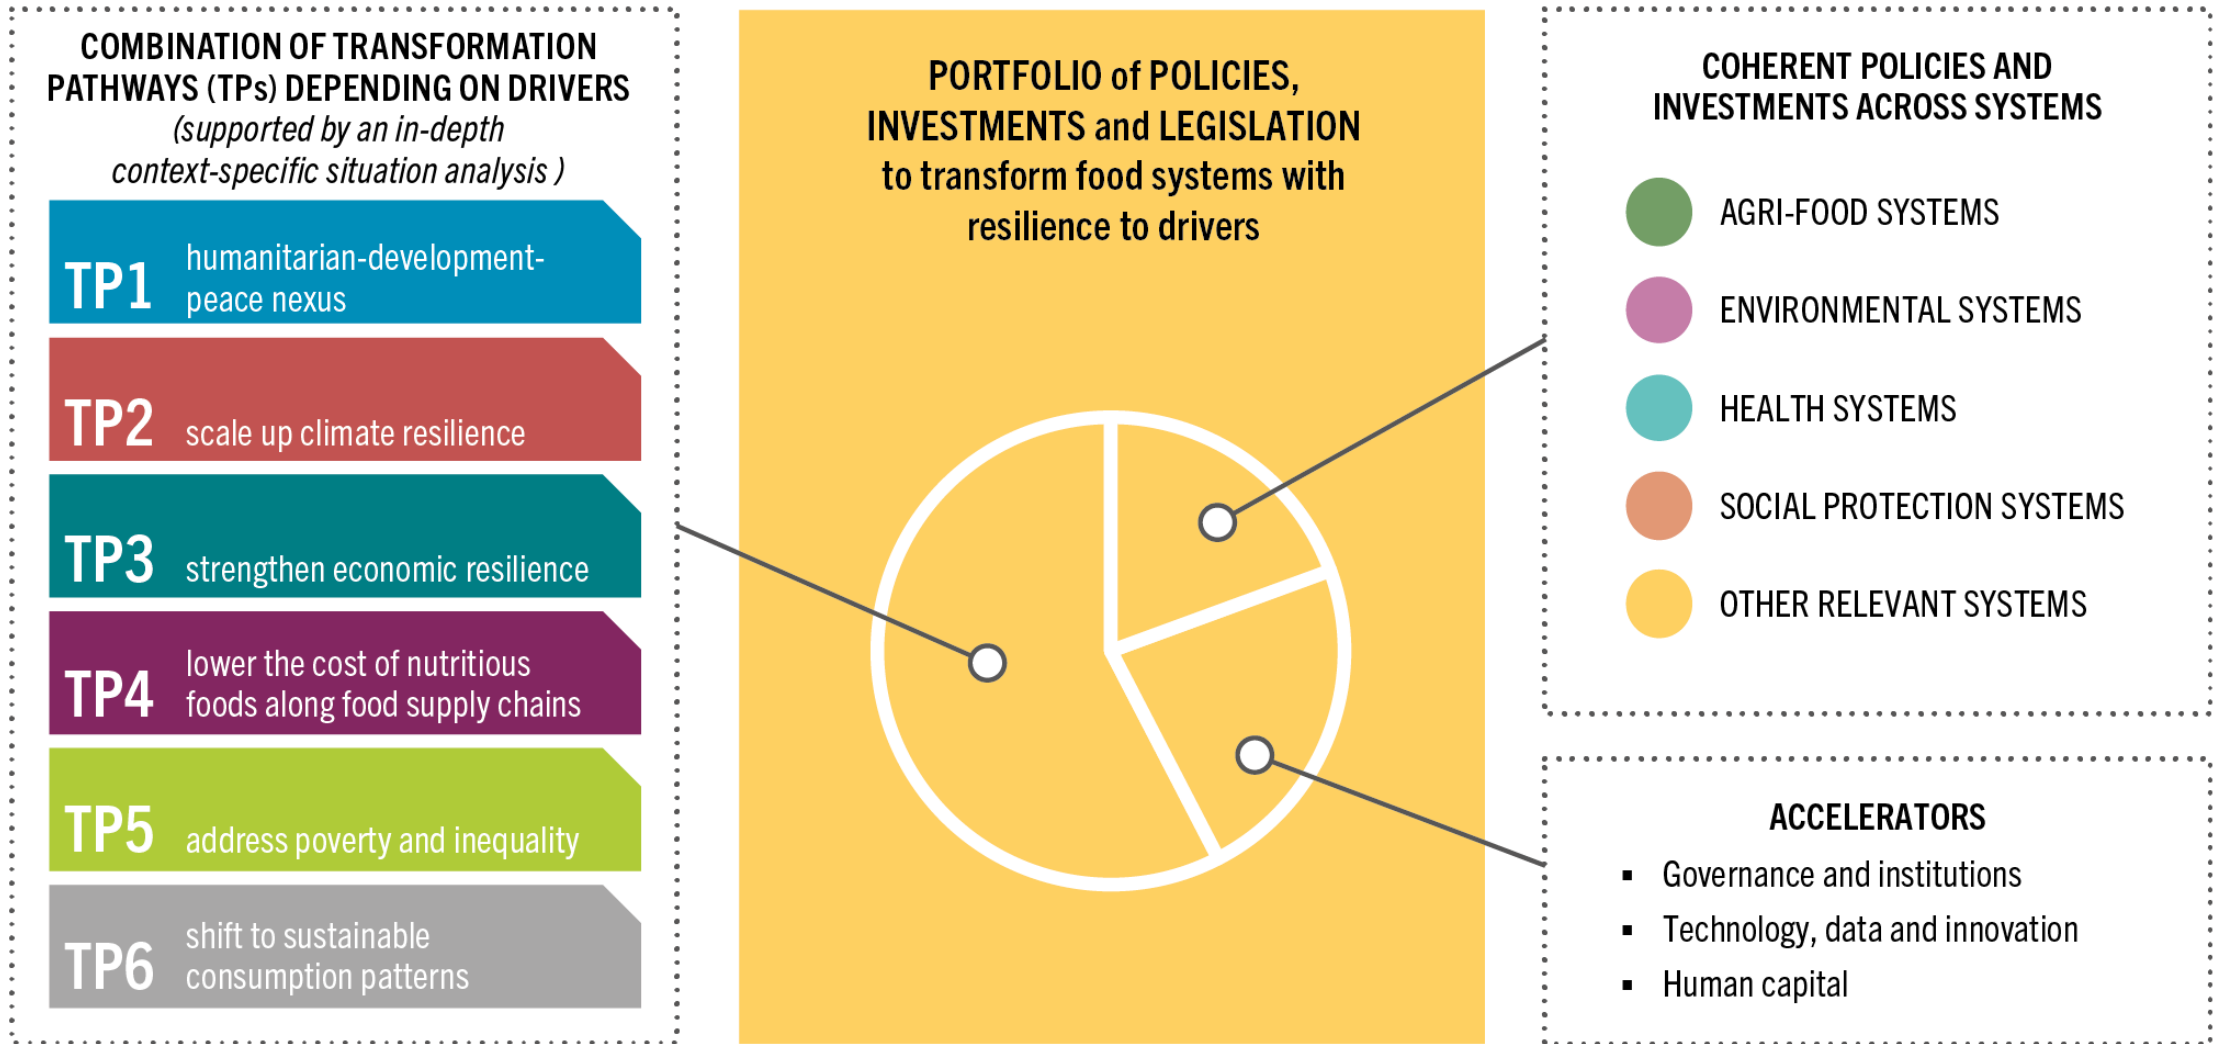 COMBINATION OF TRANSFORMATION
PATHWAYS (TPs) DEPENDING ON DRIVERS
(supported by an in-depth
context-specific situation analysis )
TP1
humanitarian-development-
peace nexus
TP2
scale up climate resilience
TP3
strengthen economic resilience
TP4
lower the cost of nutritious
foods along food supply chains
TP5
address poverty and inequality
TP6
shift to sustainable
consumption patterns
PORTFOLIO of POLICIES,
INVESTMENTS and LEGISLATION
to transform food systems with
resilience to drivers
COHERENT POLICIES AND
INVESTMENTS ACROSS SYSTEMS
AGRI-FOOD SYSTEMS
ENVIRONMENTAL SYSTEMS
HEALTH SYSTEMS
SOCIAL PROTECTION SYSTEMS
OTHER RELEVANT SYSTEMS
ACCELERATORS
▪ Governance and institutions
▪ Technology, data and innovation
▪ Human capital